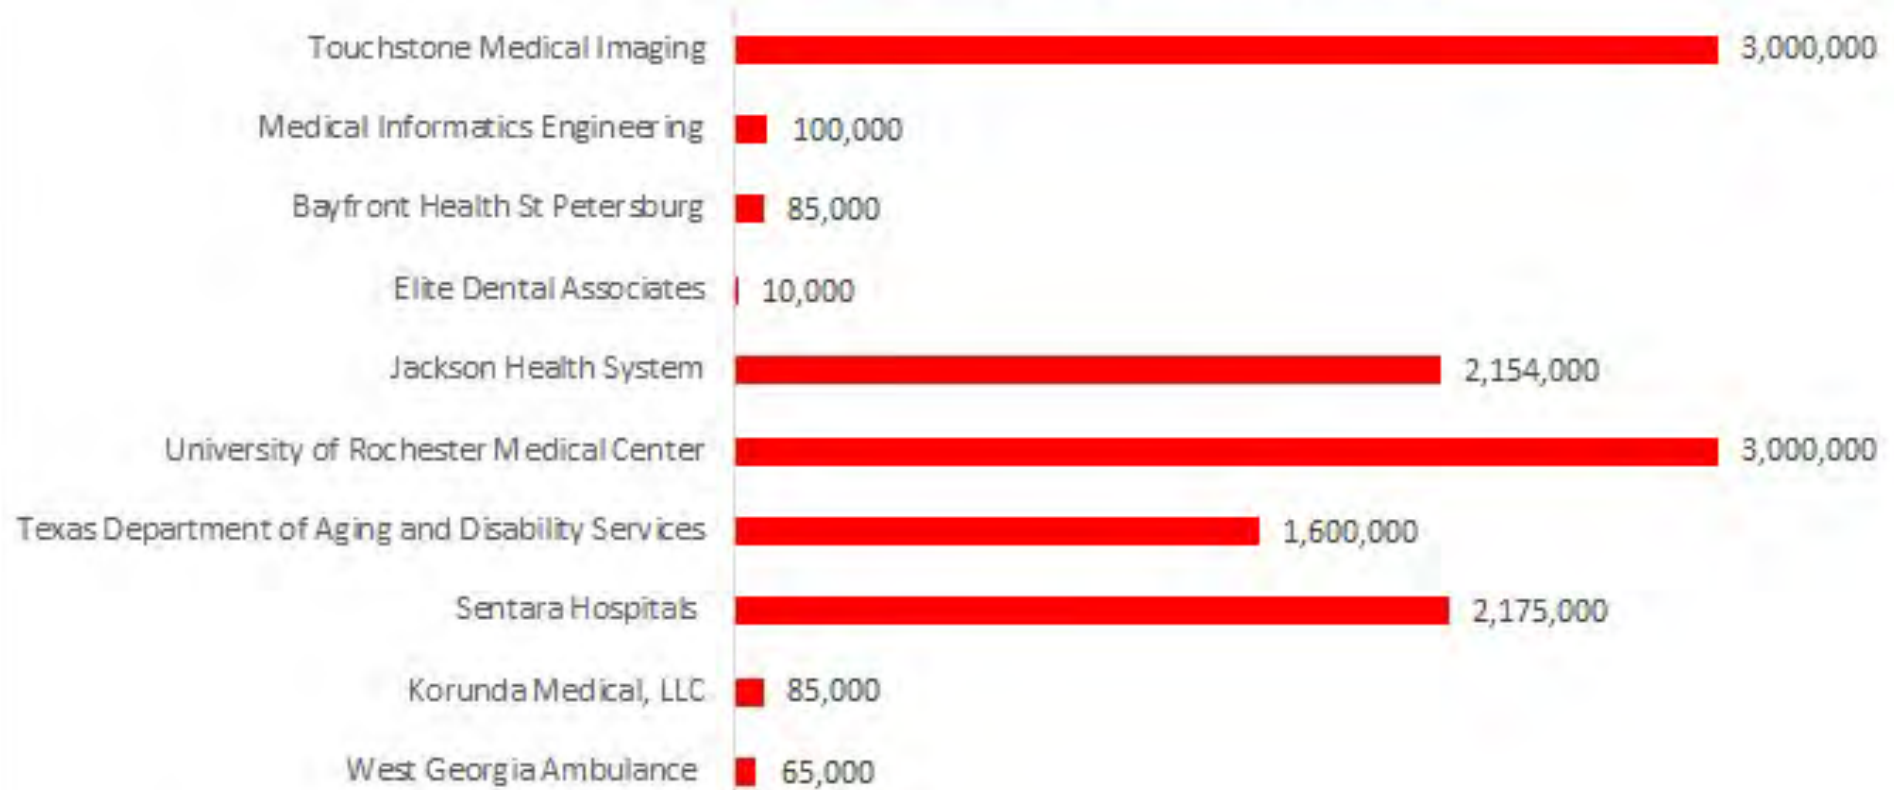 Touchstone Medical Imaging 3,000,000
Medical Informatics Engineering 100,000
Bayfront Health St Petersburg 85,000
Elite Dental Associates 10,000
Jackson Health System 2,154,000
University of Rochester Medical Center 3,000,000
Texas Department of Aging and Disability Services 1,600,000
Sentara Hospitals 2,175,000
Korunda Medical, LLC 85,000
West Georgia Ambulance 65,000